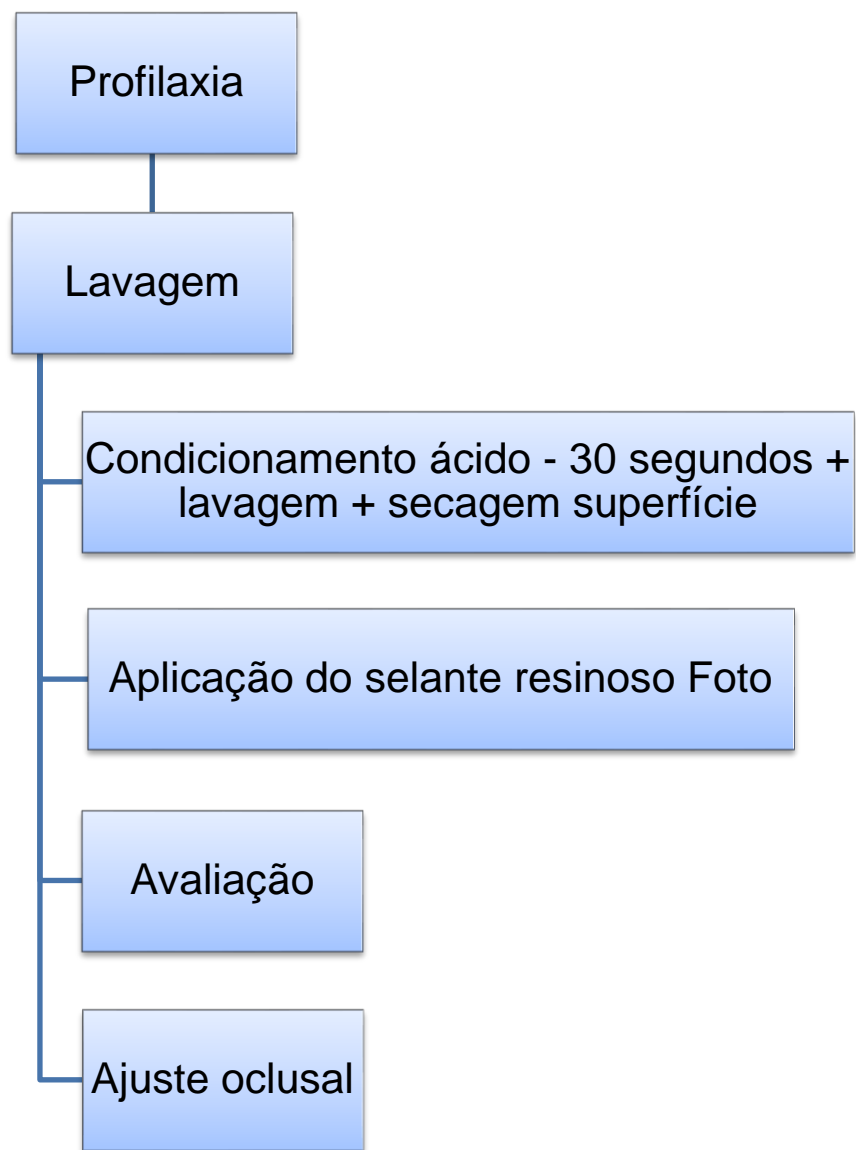 Profilaxia
Lavagem
Condicionamento ácido - 30 segundos +
lavagem + secagem superfície
Aplicação do selante resinoso Foto
Avaliação
Ajuste oclusal